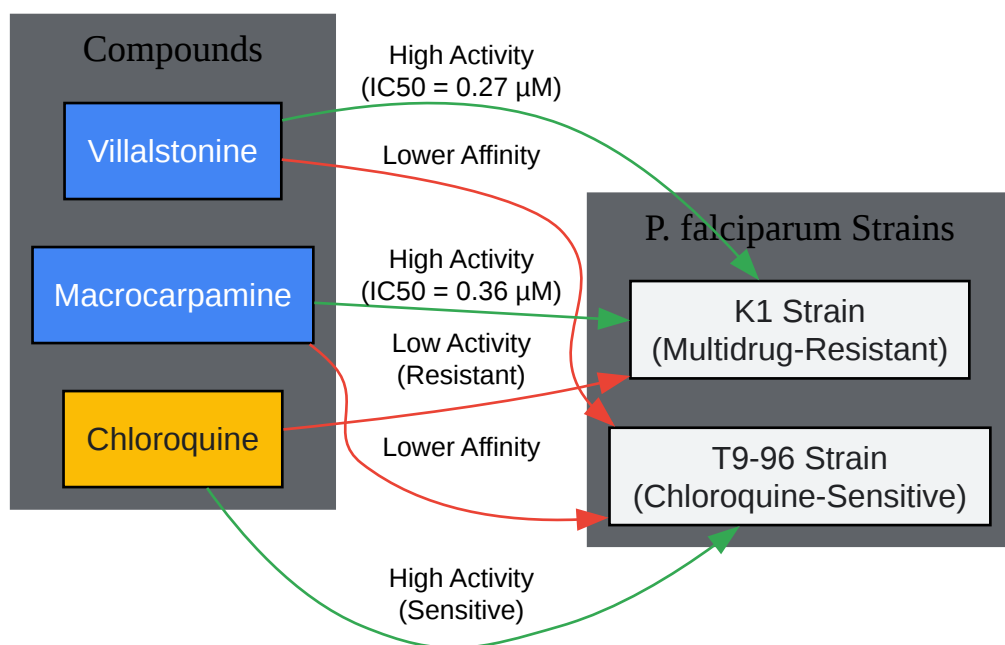 Compounds
Villalstonine
Macrocarpamine
Chloroquine
High Activity
(IC50 = 0.27 µM)
Lower Affinity
High Activity
(IC50 = 0.36 µM)
Low Activity
(Resistant)
Lower Affinity
High Activity
(Sensitive)
P. falciparum Strains
K1 Strain
(Multidrug-Resistant)
T9-96 Strain
(Chloroquine-Sensitive)